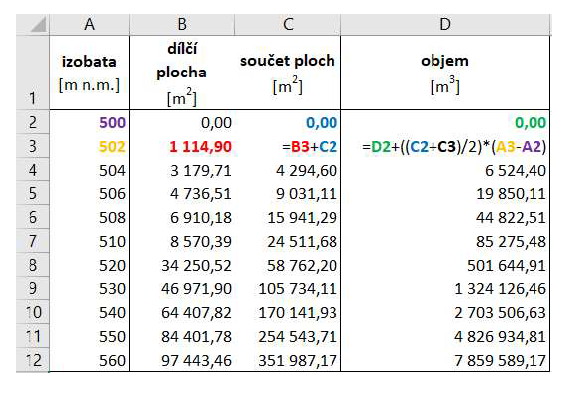 A B C D
1 izobata [m n.m.] dílčí plocha [m²] součet ploch [m²] objem [m³]
2 500 0,00 0,00 0,00
3 502 1 114,90 =B3+C2 =D2+((C2+C3)/2)*(A3-A2)
4 504 3 179,71 4 294,60 6 524,40
5 506 4 736,51 9 031,11 19 850,11
6 508 6 910,18 15 941,29 44 822,51
7 510 8 570,39 24 511,68 85 275,48
8 520 34 250,52 58 762,20 501 644,91
9 530 46 971,90 105 734,11 1 324 126,46
10 540 64 407,82 170 141,93 2 703 506,63
11 550 84 401,78 254 543,71 4 826 934,81
12 560 97 443,46 351 987,17 7 859 589,17